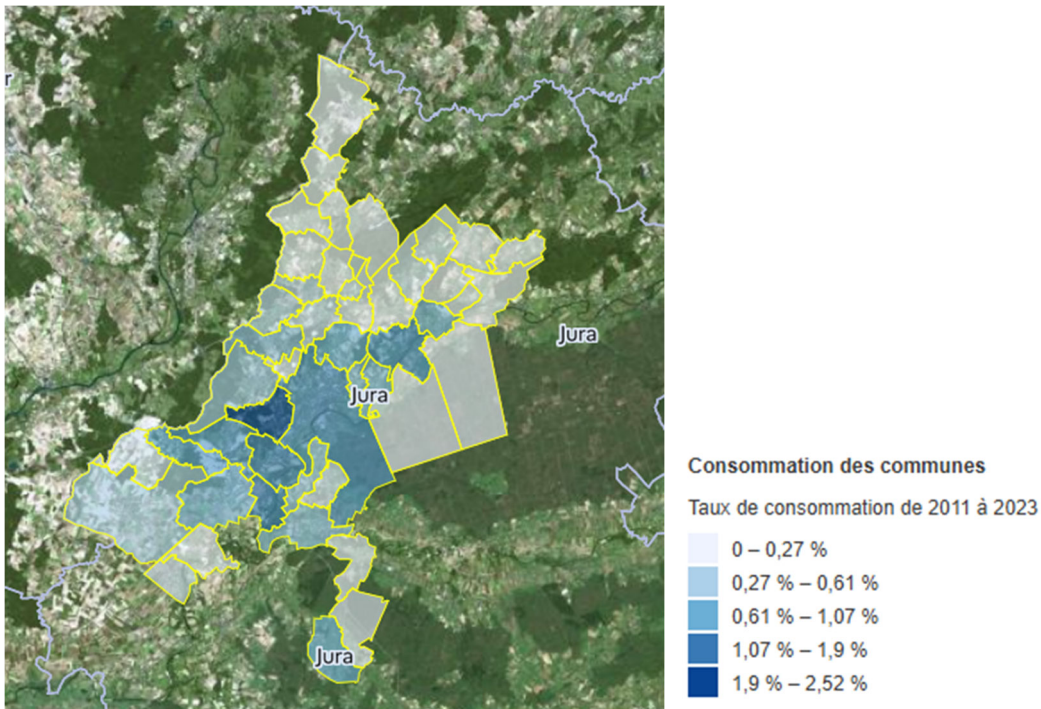 r
Jura
Jura
Jura
Consommation des communes
Taux de consommation de 2011 à 2023
0 – 0,27 %
0,27 % – 0,61 %
0,61 % – 1,07 %
1,07 % – 1,9 %
1,9 % – 2,52 %